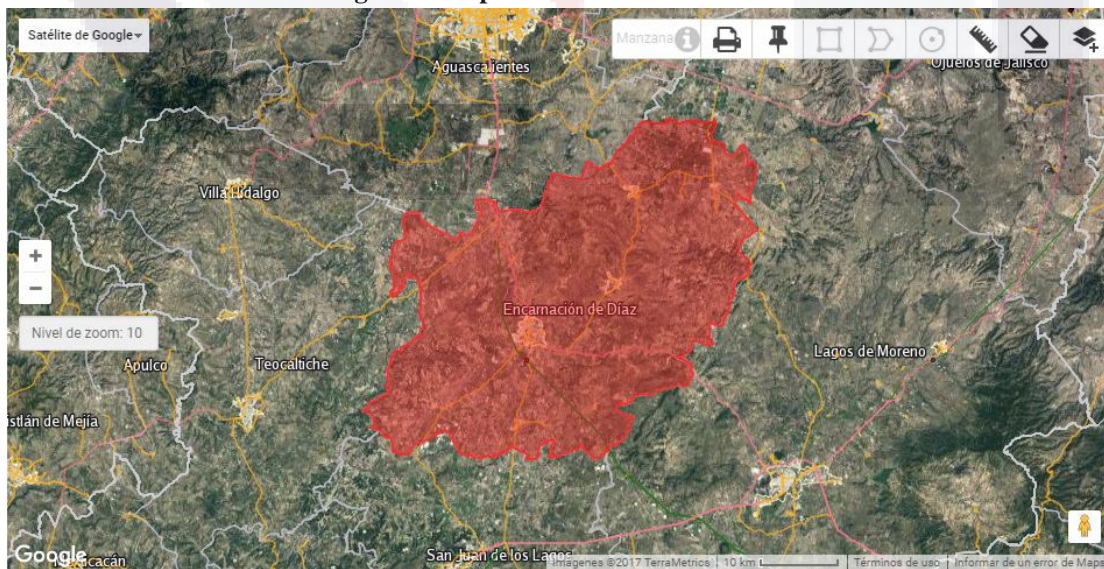 Satélite de Google
Manzana
Aguascalientes
Ojuelos de Jalisco
Villa Hidalgo
+
−
Encarnación de Díaz
Nivel de zoom: 10
Lagos de Moreno
Apulco
Teocaltiche
istlán de Mejía
San Juan de los Lagos
Google
Imágenes ©2017 TerraMetrics
10 km
Términos de uso
Informar de un error de Maps